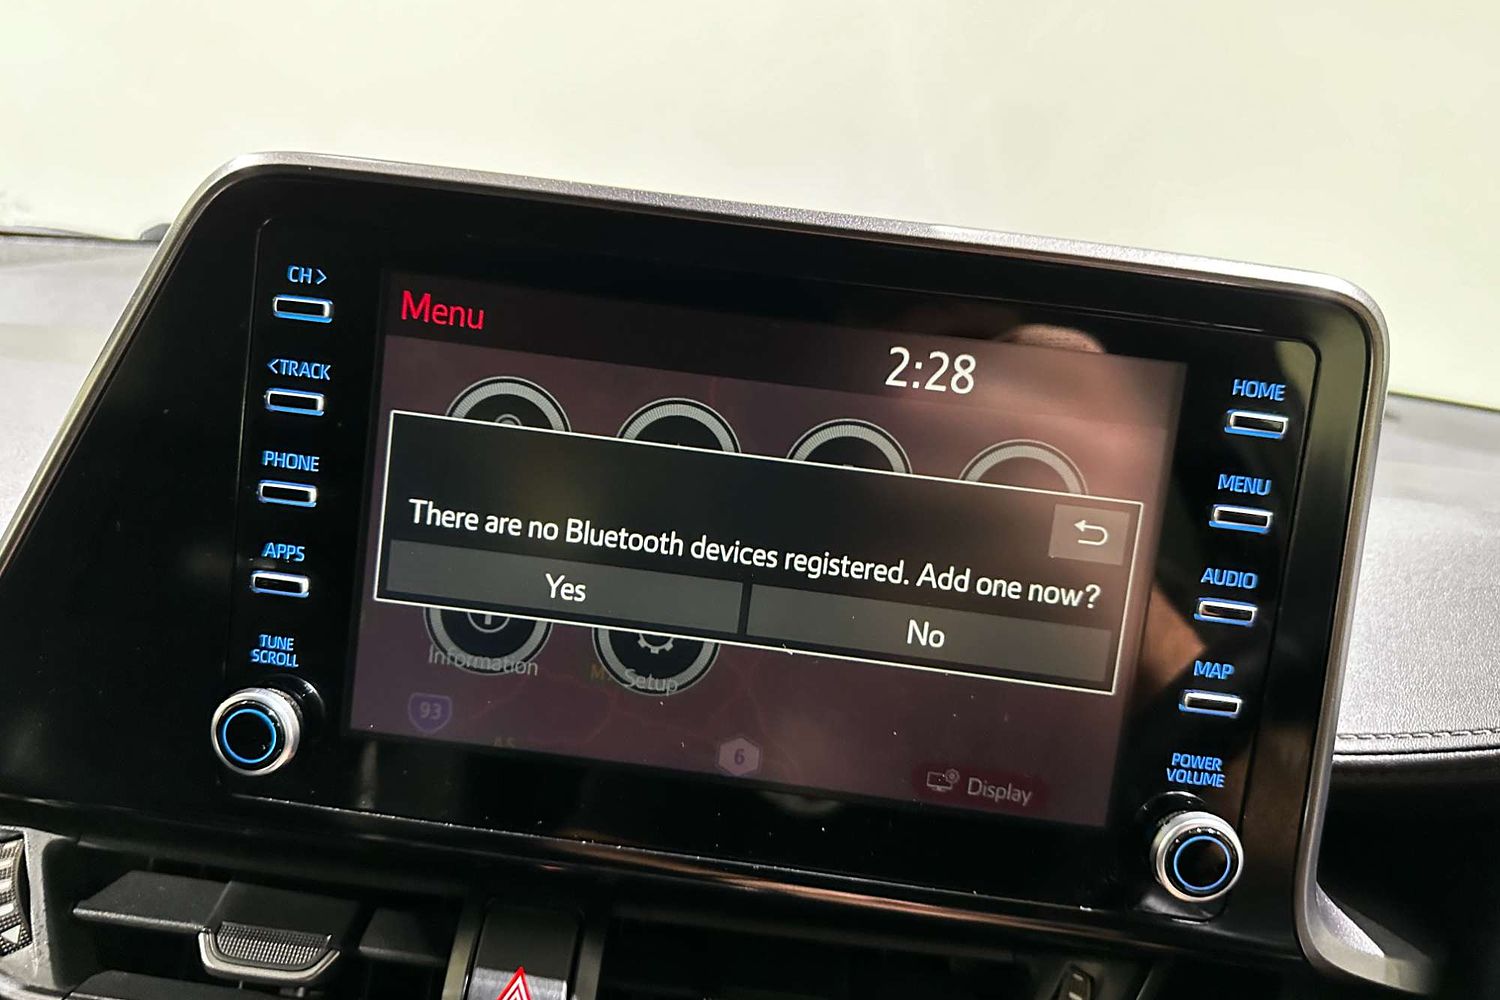 CH >
<TRACK
PHONE
APPS
TUNE
SCROLL
Menu
2:28
There are no Bluetooth devices registered. Add one now?
Yes
No
Information
Setup
93
6
Display
HOME
MENU
AUDIO
MAP
POWER
VOLUME